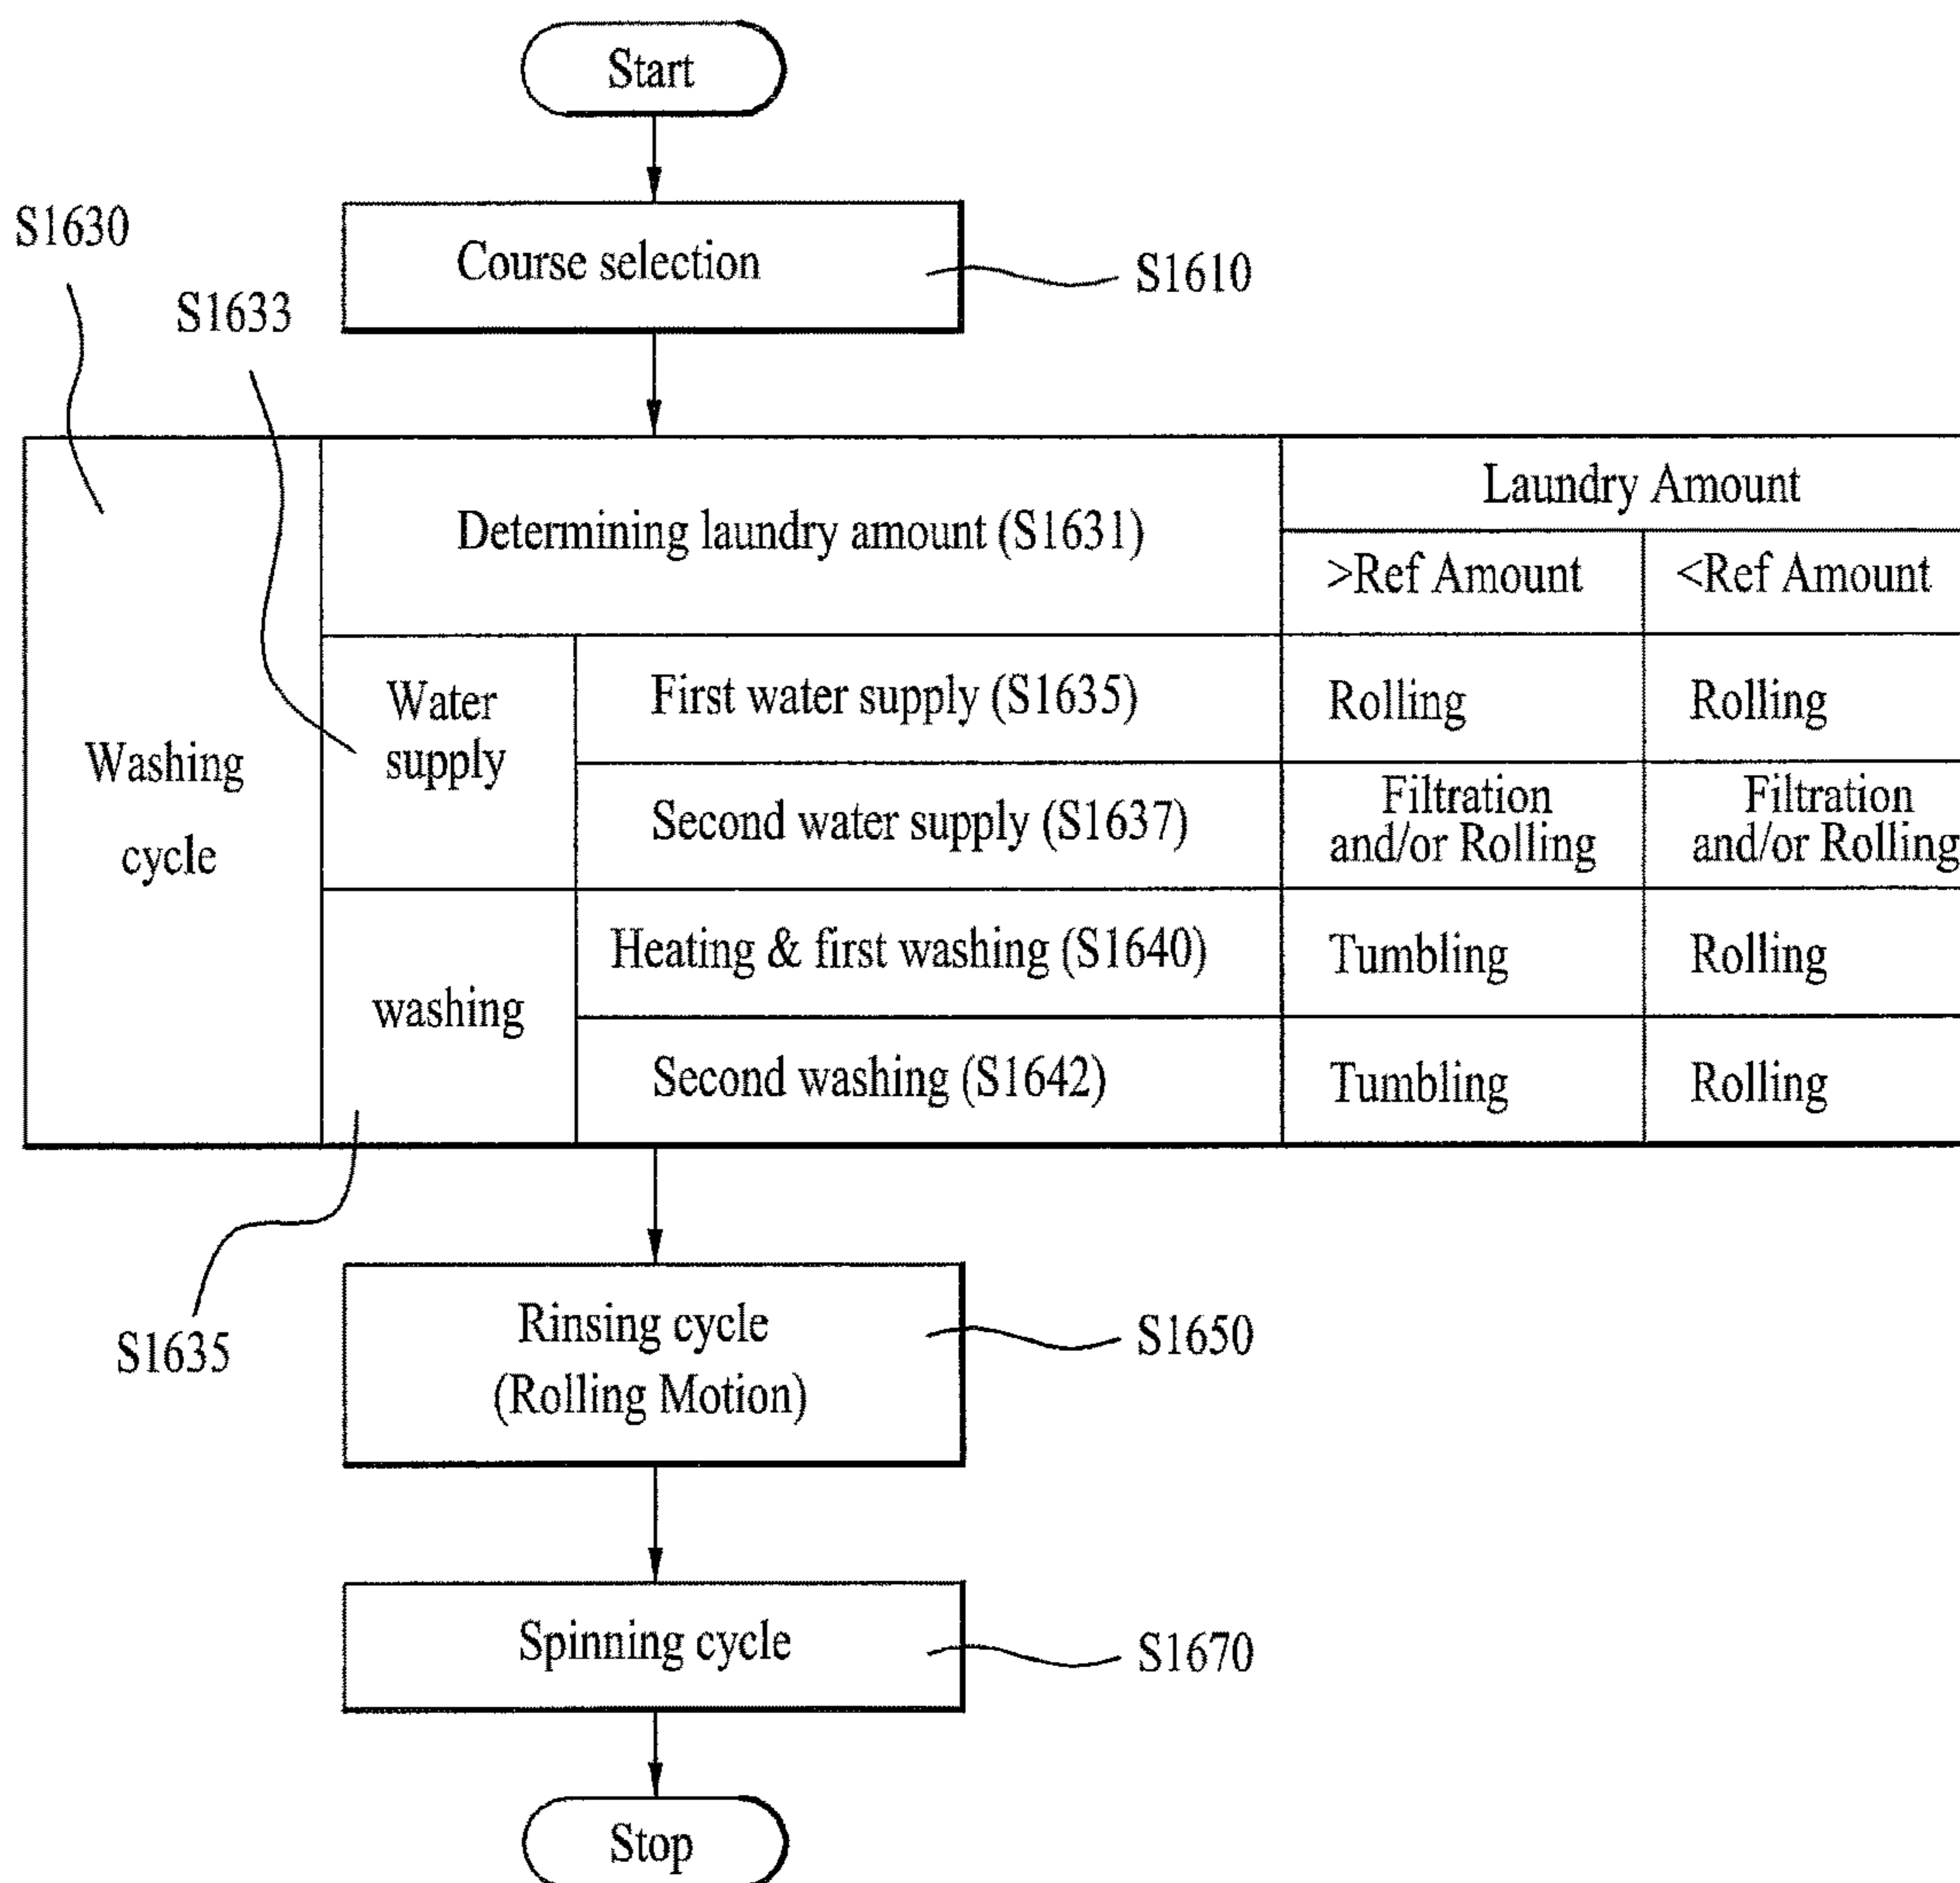 Start
S1630
Course selection
S1610
S1633
Laundry Amount
Determining laundry amount (S1631)
>Ref Amount
<Ref Amount
Washing
cycle
Water
supply
First water supply (S1635)
Rolling
Rolling
Second water supply (S1637)
Filtration
and/or Rolling
Filtration
and/or Rolling
washing
Heating & first washing (S1640)
Tumbling
Rolling
Second washing (S1642)
Tumbling
Rolling
S1635
Rinsing cycle
(Rolling Motion)
S1650
Spinning cycle
S1670
Stop